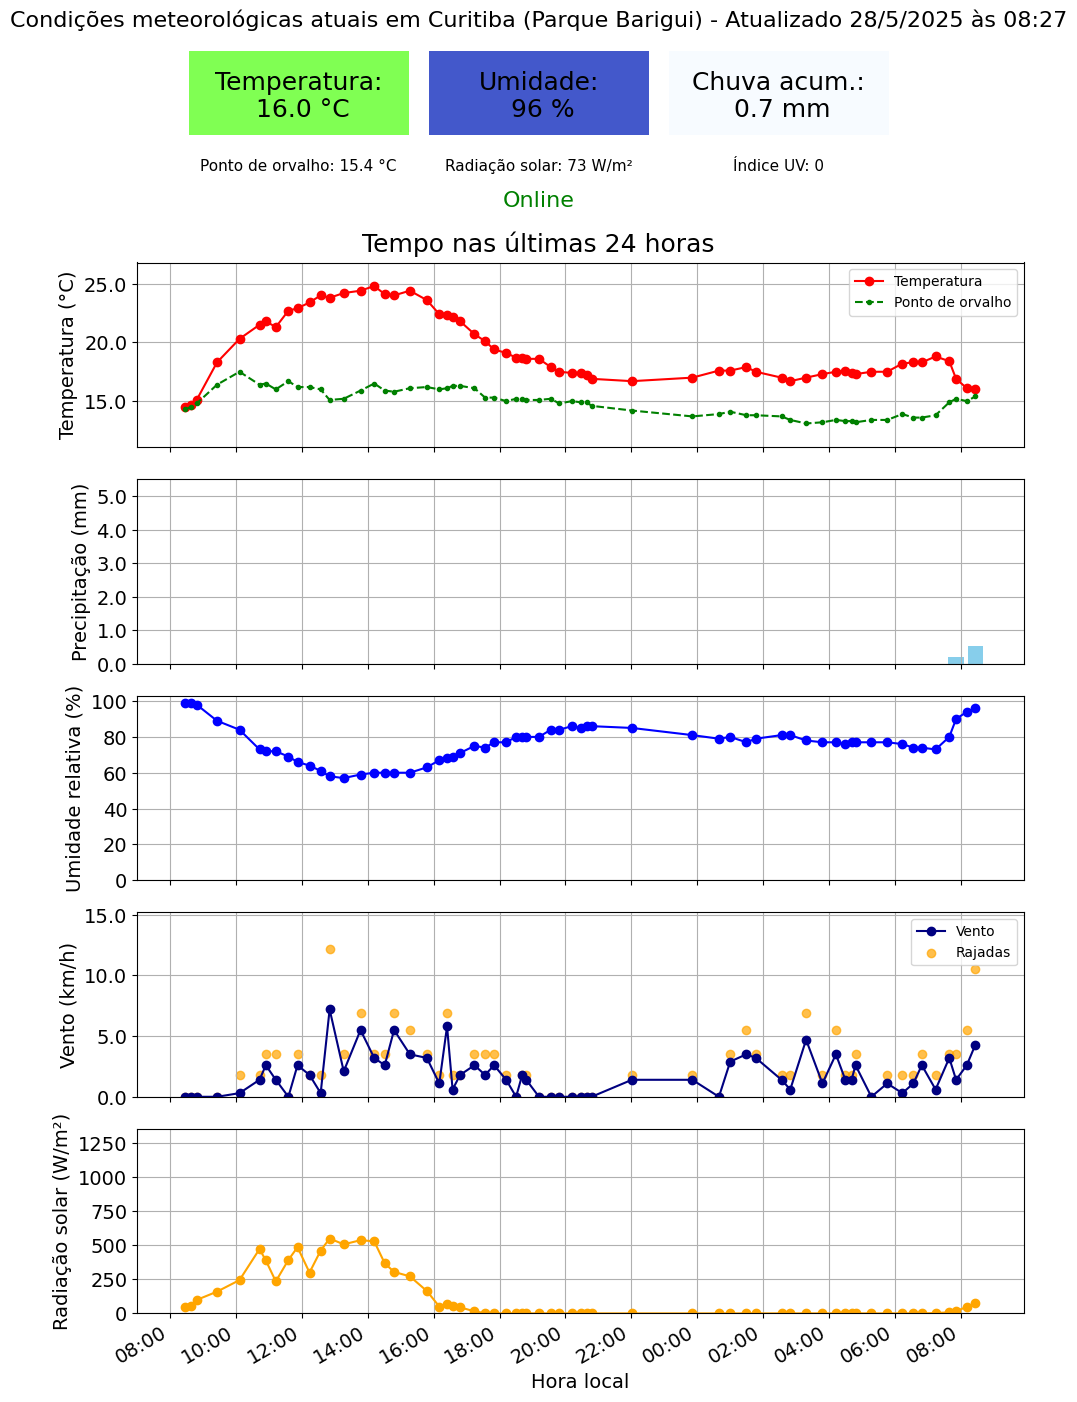 Condições meteorológicas atuais em Curitiba (Parque Barigui) - Atualizado 28/5/2025 às 08:27
Temperatura:
16.0 °C
Umidade:
96 %
Chuva acum.:
0.7 mm
Ponto de orvalho: 15.4 °C
Radiação solar: 73 W/m²
Índice UV: 0
Online
Tempo nas últimas 24 horas
Temperatura (°C)
25.0
20.0
15.0
Temperatura
Ponto de orvalho
Precipitação (mm)
5.0
4.0
3.0
2.0
1.0
0.0
Umidade relativa (%)
100
80
60
40
20
0
Vento (km/h)
15.0
10.0
5.0
0.0
Vento
Rajadas
Radiação solar (W/m²)
1250
1000
750
500
250
0
08:00
10:00
12:00
14:00
16:00
18:00
20:00
22:00
00:00
02:00
04:00
06:00
08:00
Hora local